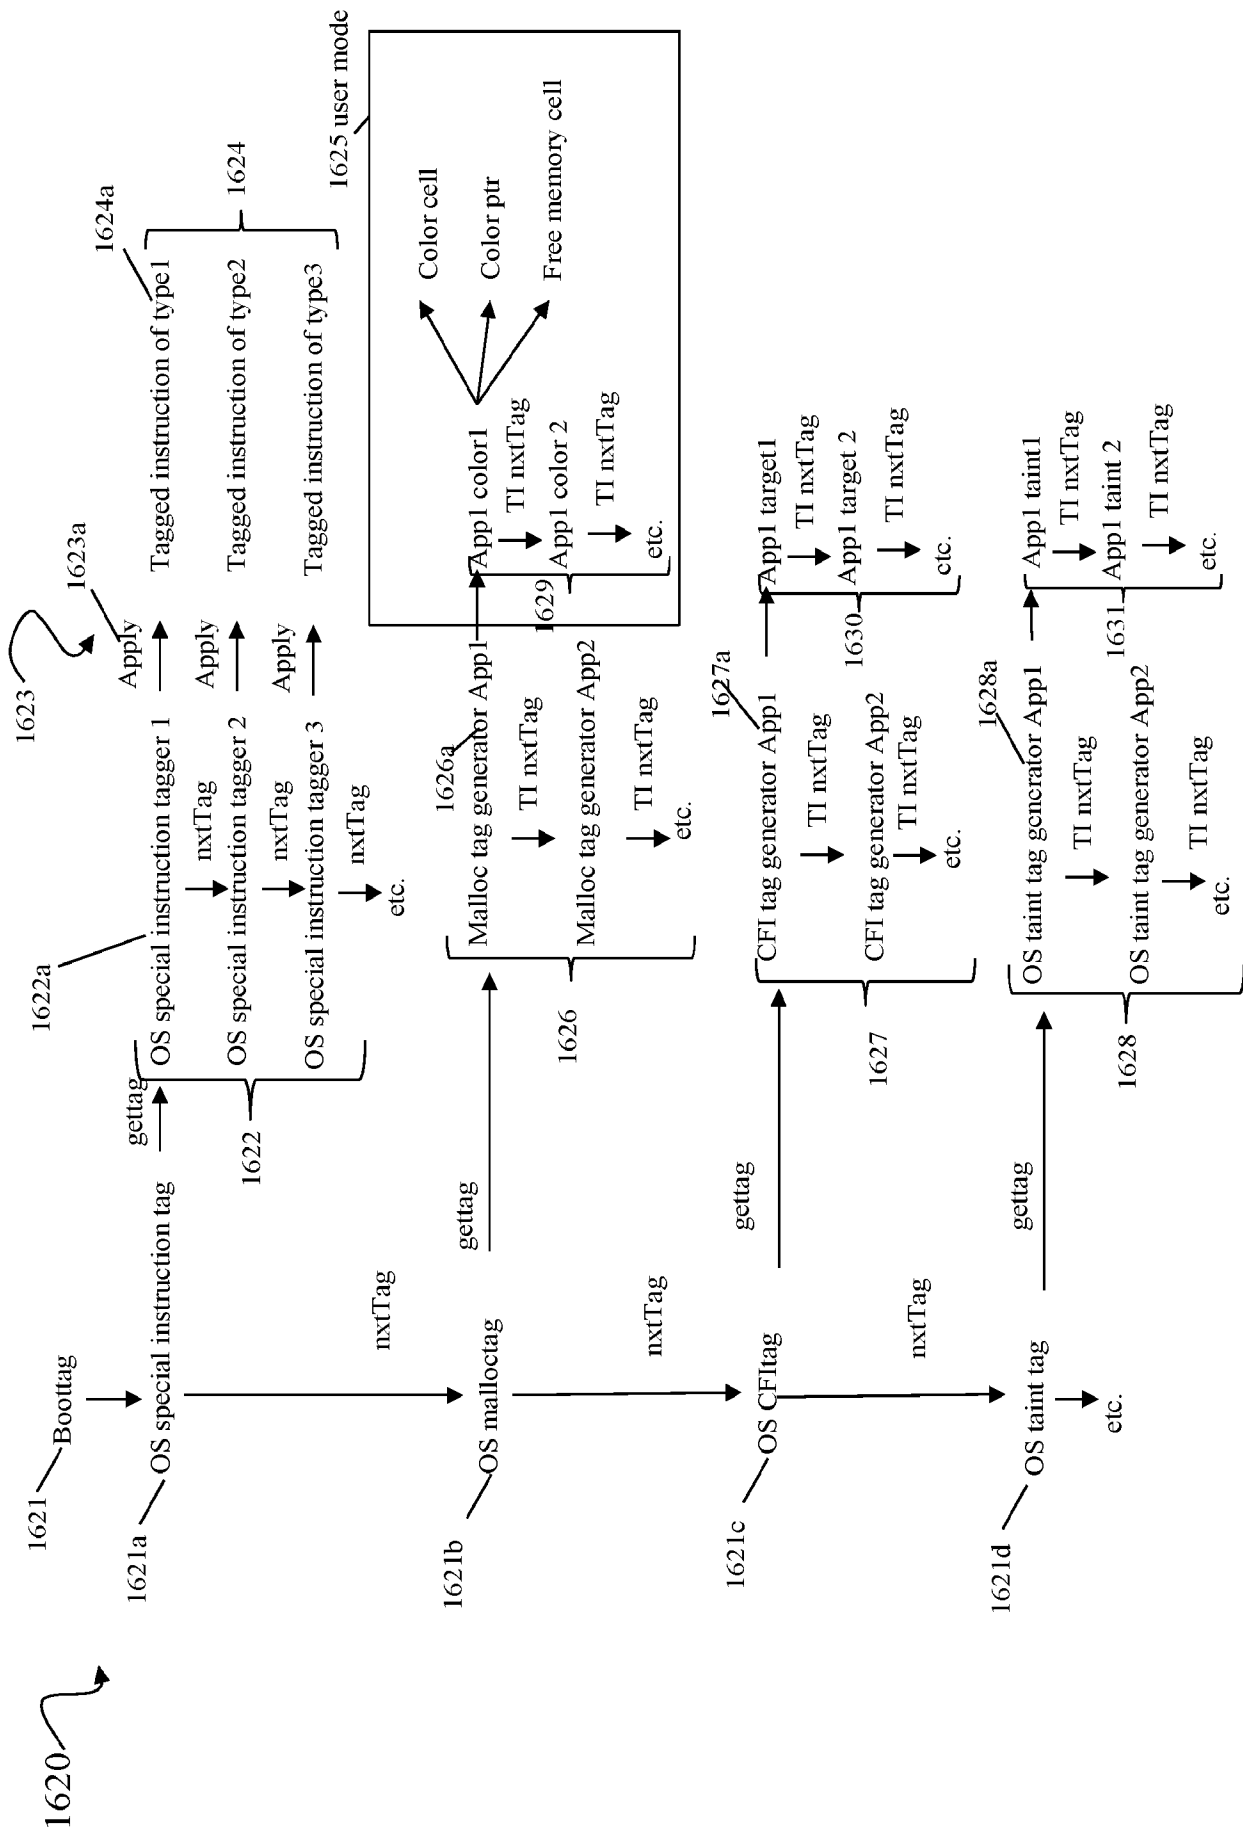 1620
1621
Boottag
1621a
OS special instruction tag
gettag
1622
1622a
OS special instruction tagger 1
nxtTag
OS special instruction tagger 2
nxtTag
OS special instruction tagger 3
nxtTag
etc.
1623
1623a
Apply
Apply
Apply
1624a
Tagged instruction of type1
Tagged instruction of type2
Tagged instruction of type3
1624
nxtTag
1621b
OS malloctag
gettag
1626
1626a
Malloc tag generator App1
TI nxtTag
Malloc tag generator App2
TI nxtTag
etc.
1625 user mode
1629
App1 color1
TI nxtTag
App1 color 2
TI nxtTag
etc.
Color cell
Color ptr
Free memory cell
nxtTag
1621c
OS CFItag
gettag
1627
1627a
CFI tag generator App1
TI nxtTag
CFI tag generator App2
TI nxtTag
etc.
1630
App1 target1
TI nxtTag
App1 target 2
TI nxtTag
etc.
nxtTag
1621d
OS taint tag
etc.
gettag
1628
1628a
OS taint tag generator App1
TI nxtTag
OS taint tag generator App2
TI nxtTag
etc.
1631
App1 taint1
TI nxtTag
App1 taint 2
TI nxtTag
etc.